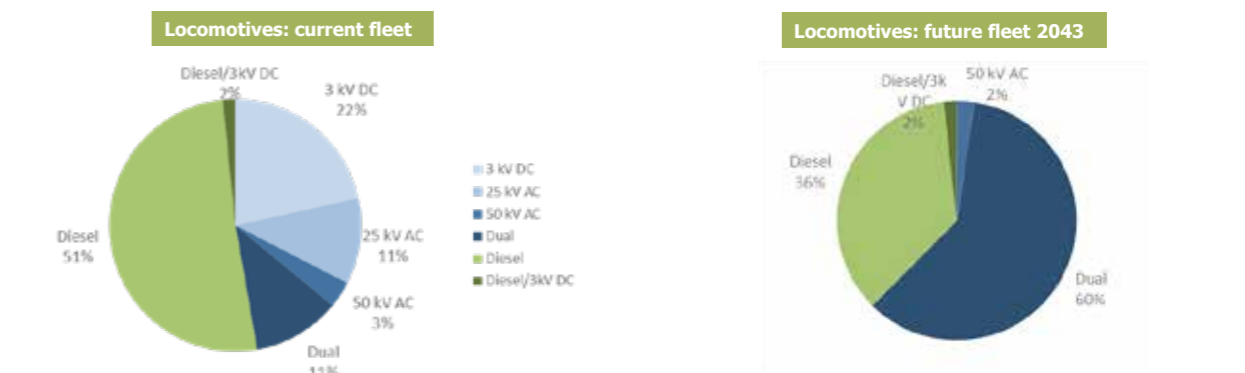 Locomotives: current fleet
Diesel/3kV DC
2%
3 kV DC
22%
Diesel
51%
25 kV AC
11%
50 kV AC
3%
Dual
11%
3 kV DC
25 kV AC
50 kV AC
Dual
Diesel
Diesel/3kV DC
Locomotives: future fleet 2043
Diesel/3k
V DC
2%
50 kV AC
2%
Diesel
36%
Dual
60%